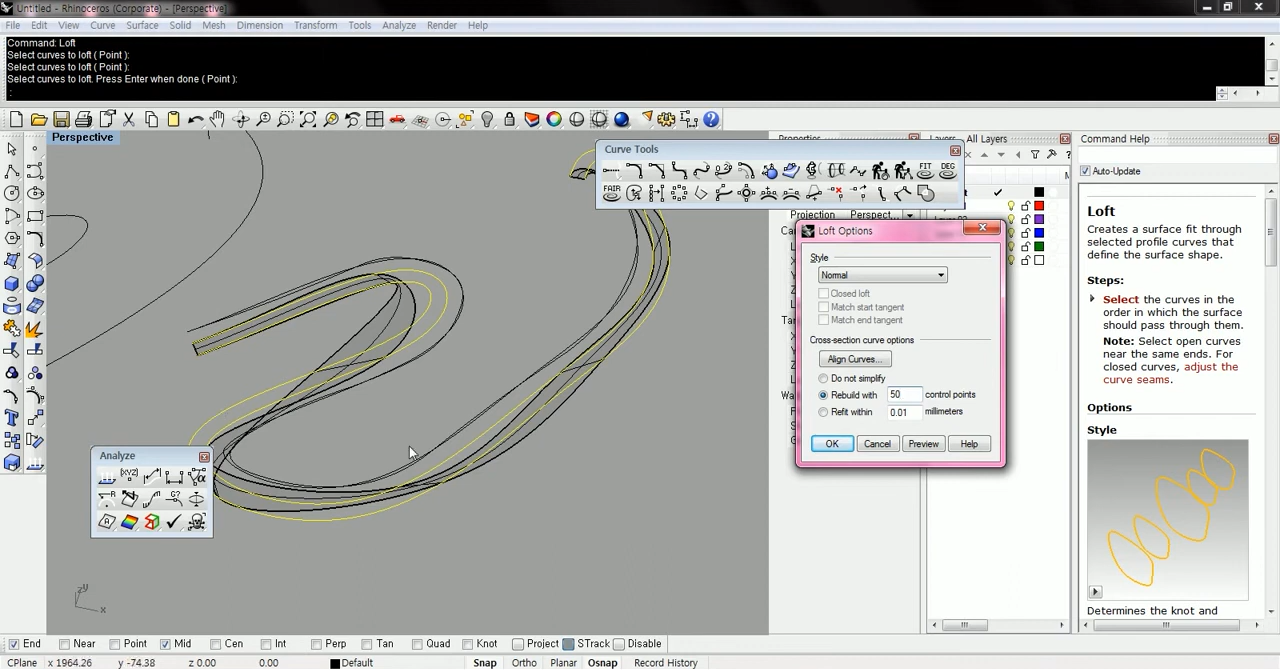 Untitled - Rhinoceros (Corporate) - [Perspective]
File Edit View Curve Surface Solid Mesh Dimension Transform Tools Analyze Render Help
Command: Loft
Select curves to loft ( Point ):
Select curves to loft ( Point ):
Select curves to loft. Press Enter when done ( Point ):
:
Perspective
Curve Tools
FIT DEG
FAIR
Properties
Layers All Layers
Command Help
Auto-Update
Projection Perspect...
Loft Options
Style
Normal
Closed loft
Match start tangent
Match end tangent
Cross-section curve options
Align Curves...
Do not simplify
Rebuild with 50 control points
Refit within 0.01 millimeters
OK Cancel Preview Help
Loft
Creates a surface fit through
selected profile curves that
define the surface shape.
Steps:
Select the curves in the
order in which the surface
should pass through them.
Note: Select open curves
near the same ends. For
closed curves, adjust the
curve seams.
Options
Style
Determines the knot and
Analyze
zy
x
End Near Point Mid Cen Int Perp Tan Quad Knot Project STrack Disable
CPlane x 1964.26 y -74.38 z 0.00 0.00 Default Snap Ortho Planar Osnap Record History